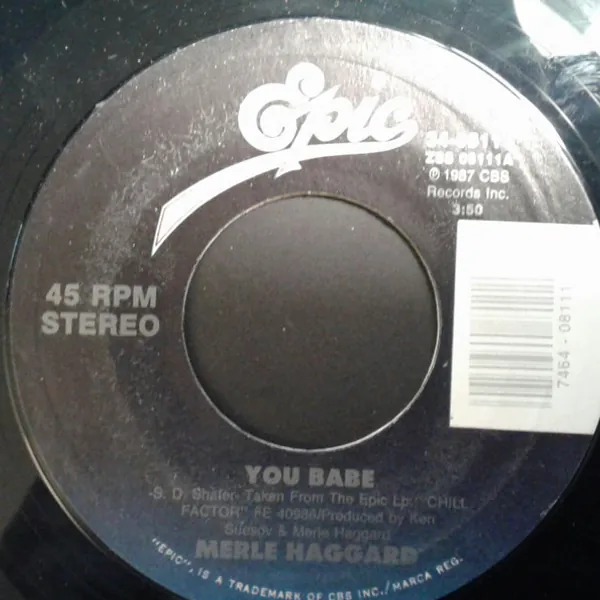 Epic
ZSS 08111A
℗ 1987 CBS
Records Inc.
3:50
45 RPM
STEREO
7464-08111
YOU BABE
-S. D. Shafer- Taken From The Epic Lp: "CHILL
FACTOR" FE 40986/Produced by Ken
Suesov & Merle Haggard
MERLE HAGGARD
"EPIC", IS A TRADEMARK OF CBS INC./MARCA REG.